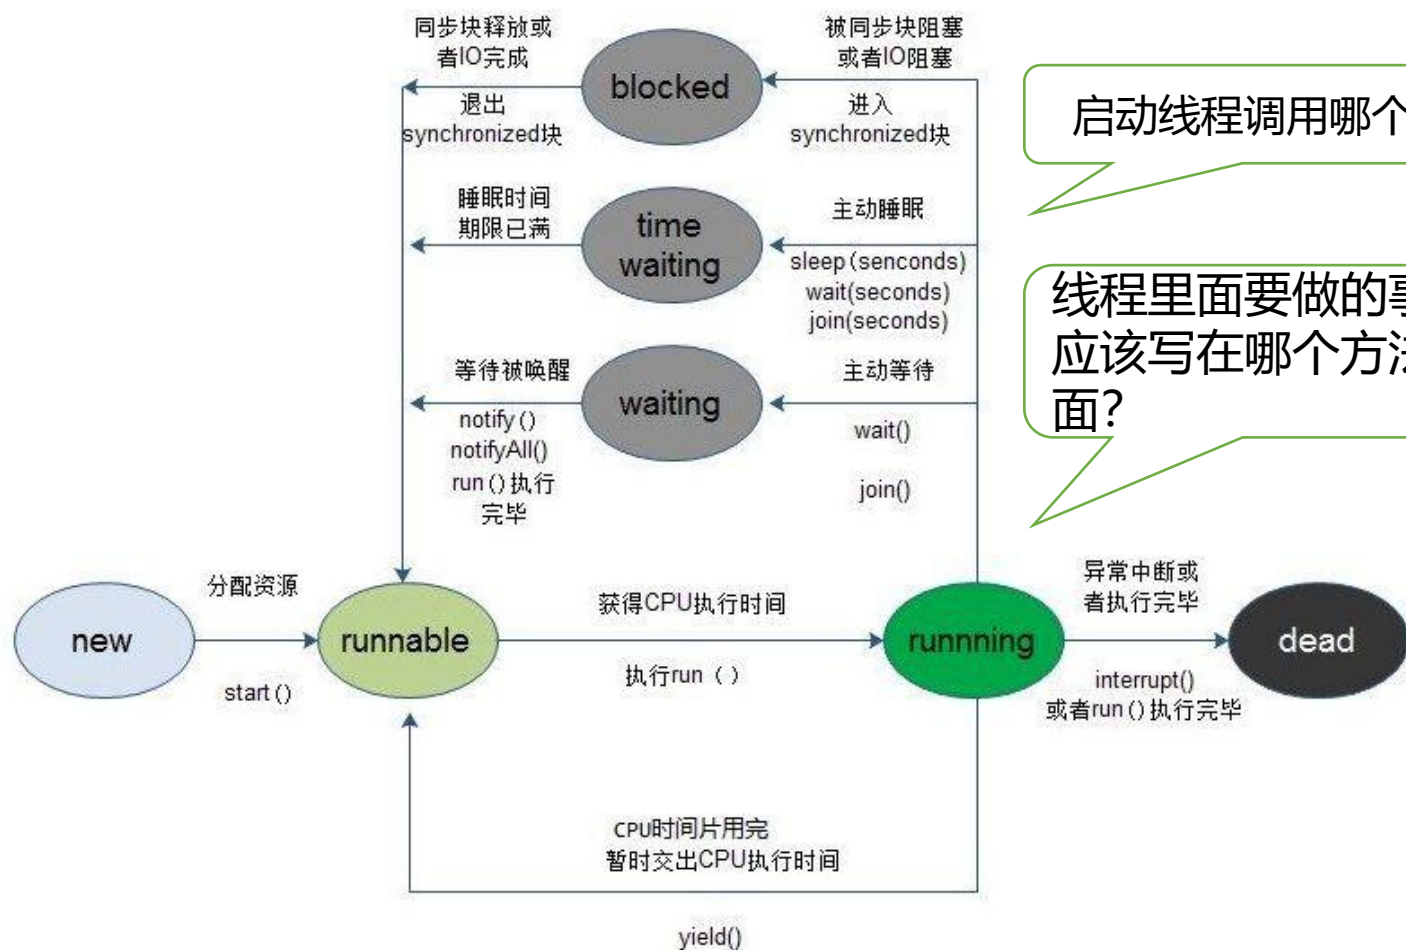 同步块释放或
者IO完成
退出
synchronized块
blocked
被同步块阻塞
或者IO阻塞
进入
synchronized块
启动线程调用哪个
睡眠时间
期限已满
time
waiting
主动睡眠
sleep(senconds)
wait(seconds)
join(seconds)
线程里面要做的事
应该写在哪个方法
面?
等待被唤醒
notify()
notifyAll()
run()执行
完毕
waiting
主动等待
wait()
join()
new
分配资源
start()
runnable
获得CPU执行时间
执行run（）
runnning
异常中断或
者执行完毕
interrupt()
或者run()执行完毕
dead
CPU时间片用完
暂时交出CPU执行时间
yield()